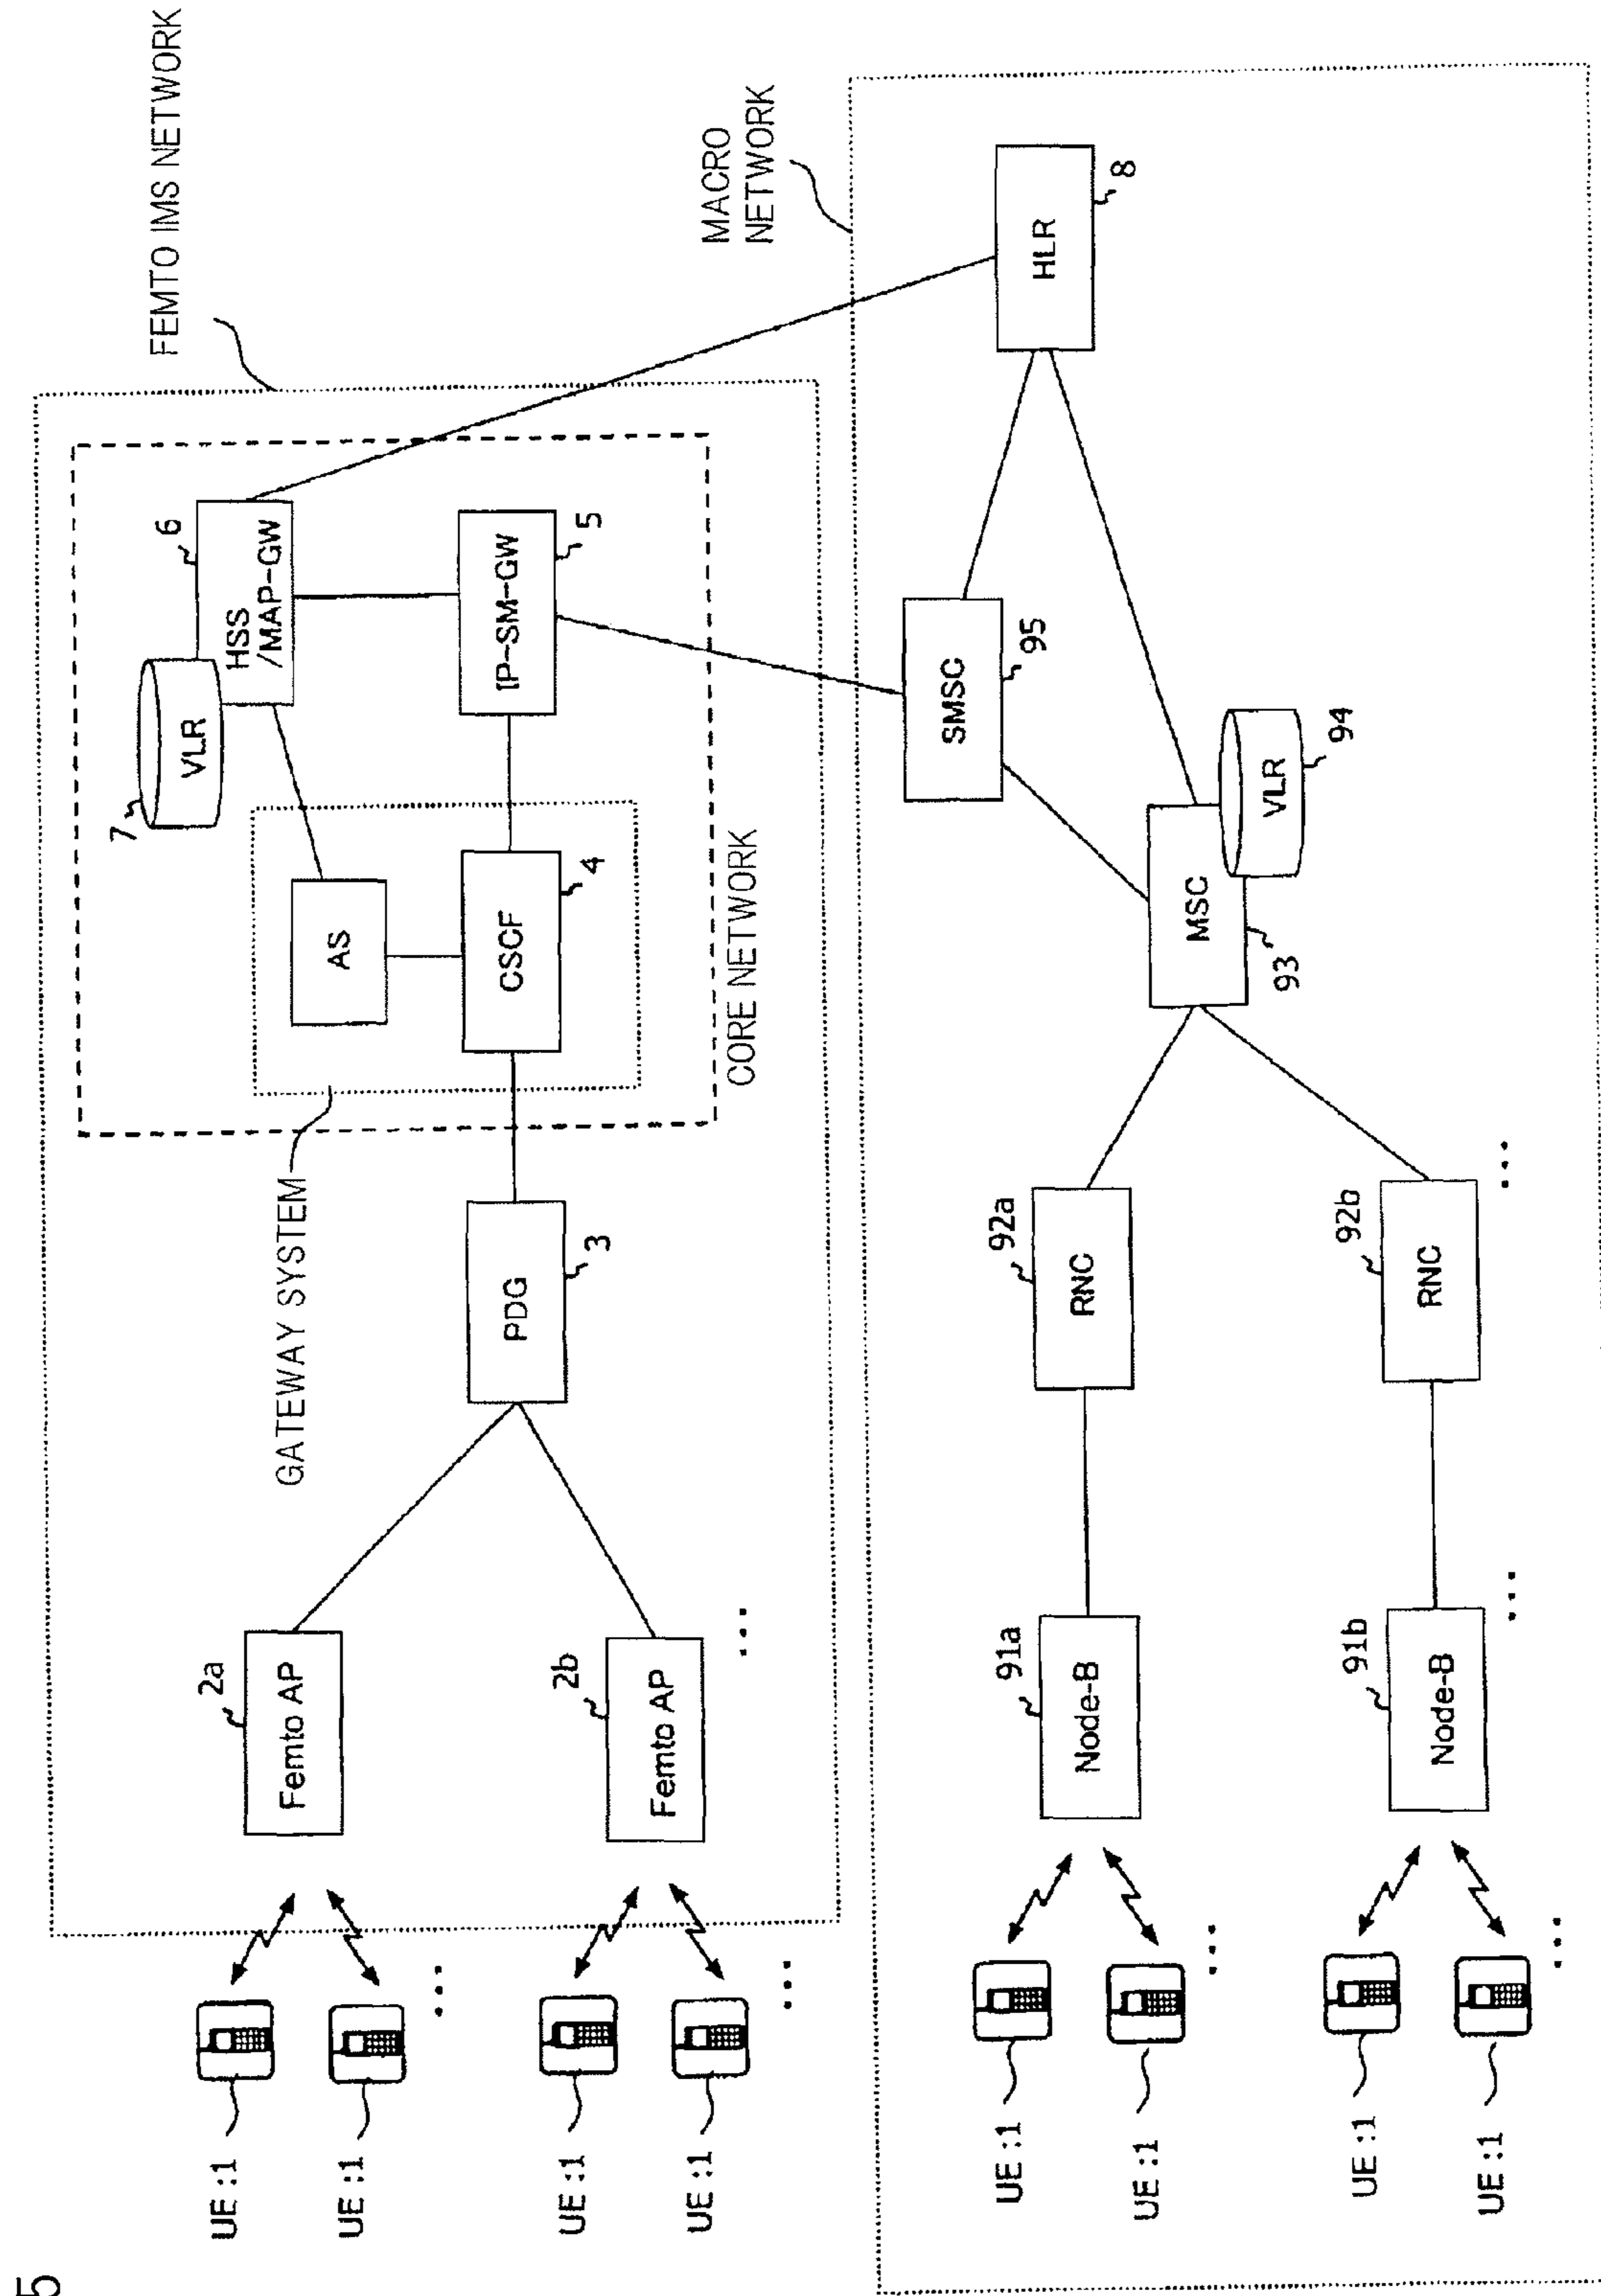 5
FEMTO IMS NETWORK
6
HSS
/MAP-GW
7
VLR
IP-SM-GW
5
AS
CSCF
4
CORE NETWORK
GATEWAY SYSTEM
PDG
3
2a
Femto AP
2b
Femto AP
...
UE :1
UE :1
...
UE :1
UE :1
...
MACRO
NETWORK
HLR
8
SMSC
95
MSC
93
VLR
94
92a
RNC
92b
RNC
...
91a
Node-B
91b
Node-B
...
UE :1
UE :1
...
UE :1
UE :1
...